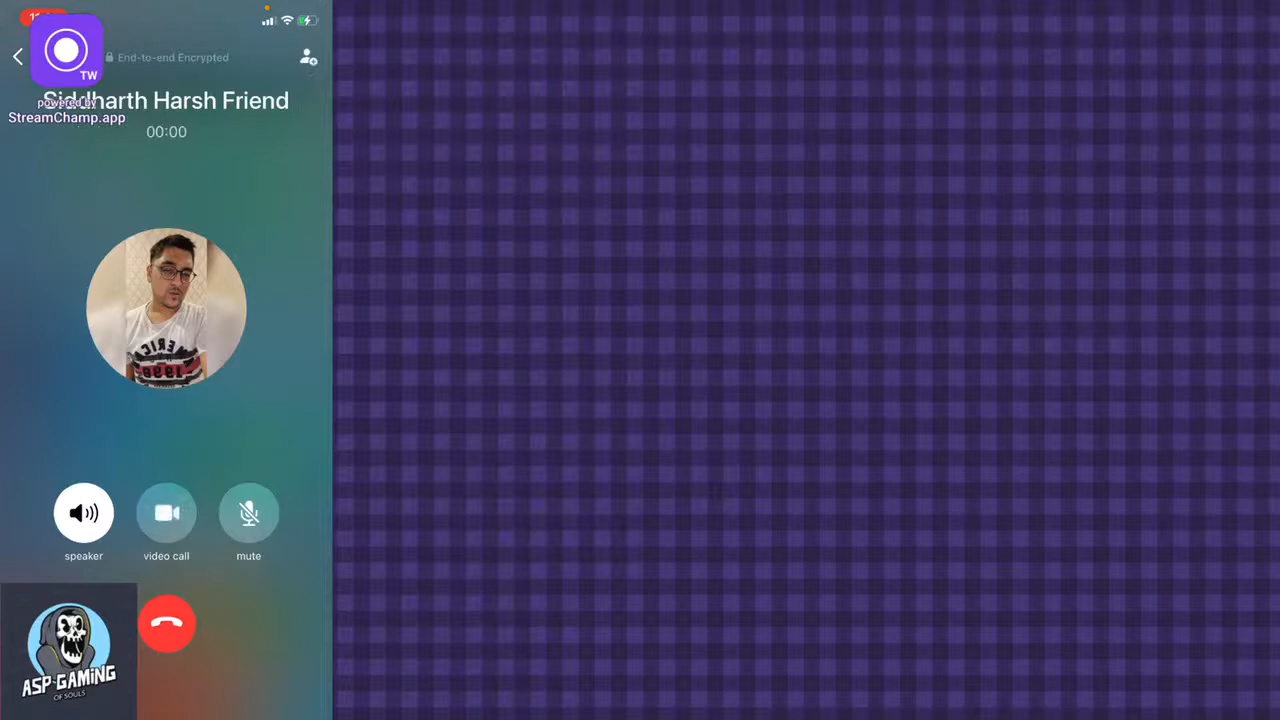 End-to-end Encrypted
TW
powered by
StreamChamp.app
Siddharth Harsh Friend
00:00
speaker
video call
mute
ASP GAMING
OF SOULS